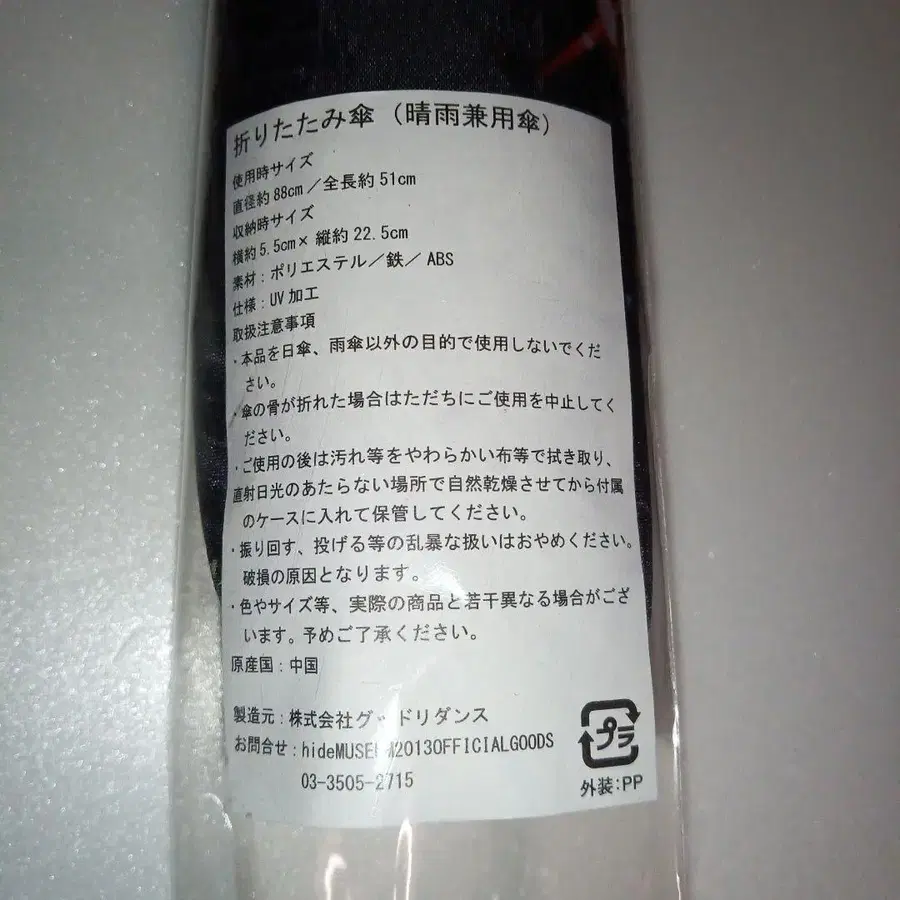 折りたたみ傘（晴雨兼用傘）
使用時サイズ
直径約88cm／全長約51cm
収納時サイズ
横約5.5cm×縦約22.5cm
素材：ポリエステル／鉄／ABS
仕様：UV加工
取扱注意事項
・本品を日傘、雨傘以外の目的で使用しないでくだ
さい。
・傘の骨が折れた場合はただちにご使用を中止してく
ださい。
・ご使用の後は汚れ等をやわらかい布等で拭き取り、
直射日光のあたらない場所で自然乾燥させてから付属
のケースに入れて保管してください。
・振り回す、投げる等の乱暴な扱いはおやめください。
破損の原因となります。
・色やサイズ等、実際の商品と若干異なる場合がござ
います。予めご了承ください。
原産国：中国
製造元：株式会社グッドリダンス
お問合せ：hideMUSEUM2013OFFICIALGOODS
03-3505-2715
プラ
外装：PP